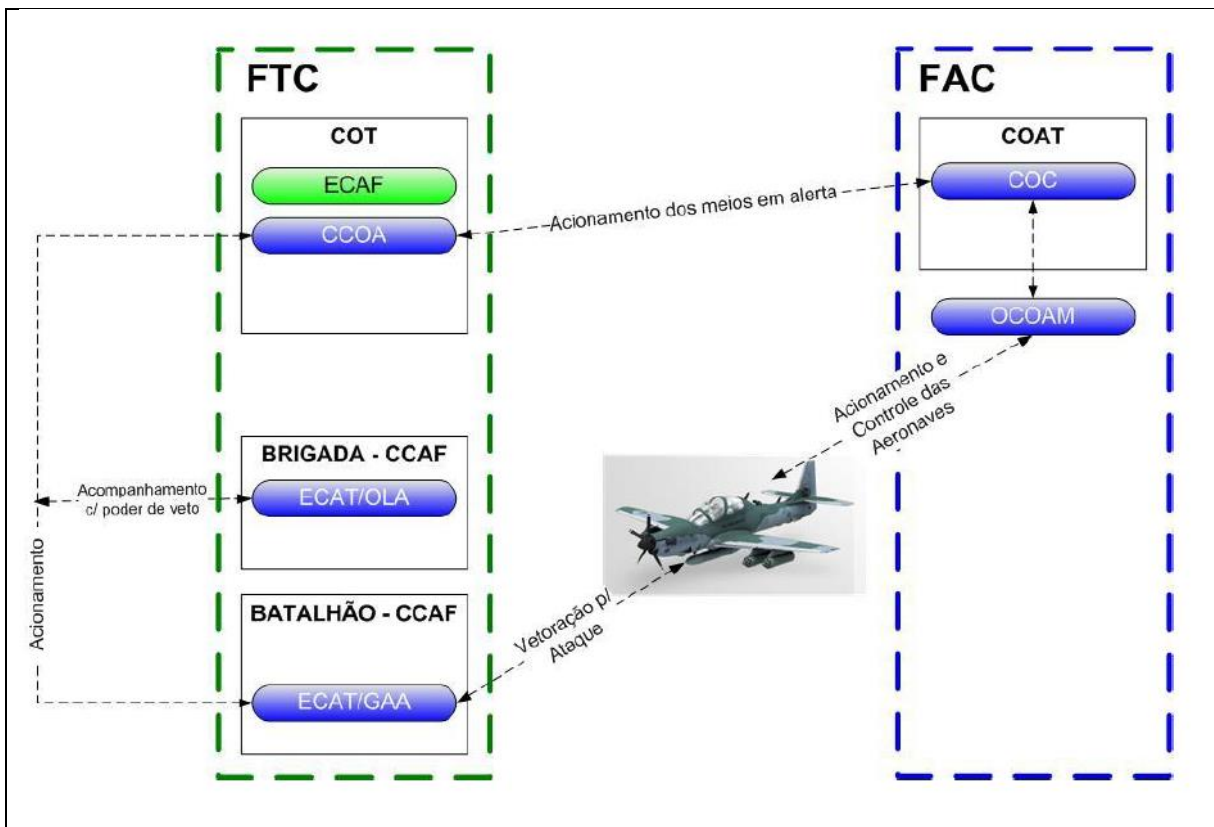 FTC
COT
ECAF
CCOA
Acionamento dos meios em alerta
FAC
COAT
COC
OCOAM
Acionamento e
Controle das
Aeronaves
BRIGADA - CCAF
ECAT/OLA
Acompanhamento
c/ poder de veto
Acionamento
BATALHÃO - CCAF
ECAT/GAA
Vetoração p/
Ataque